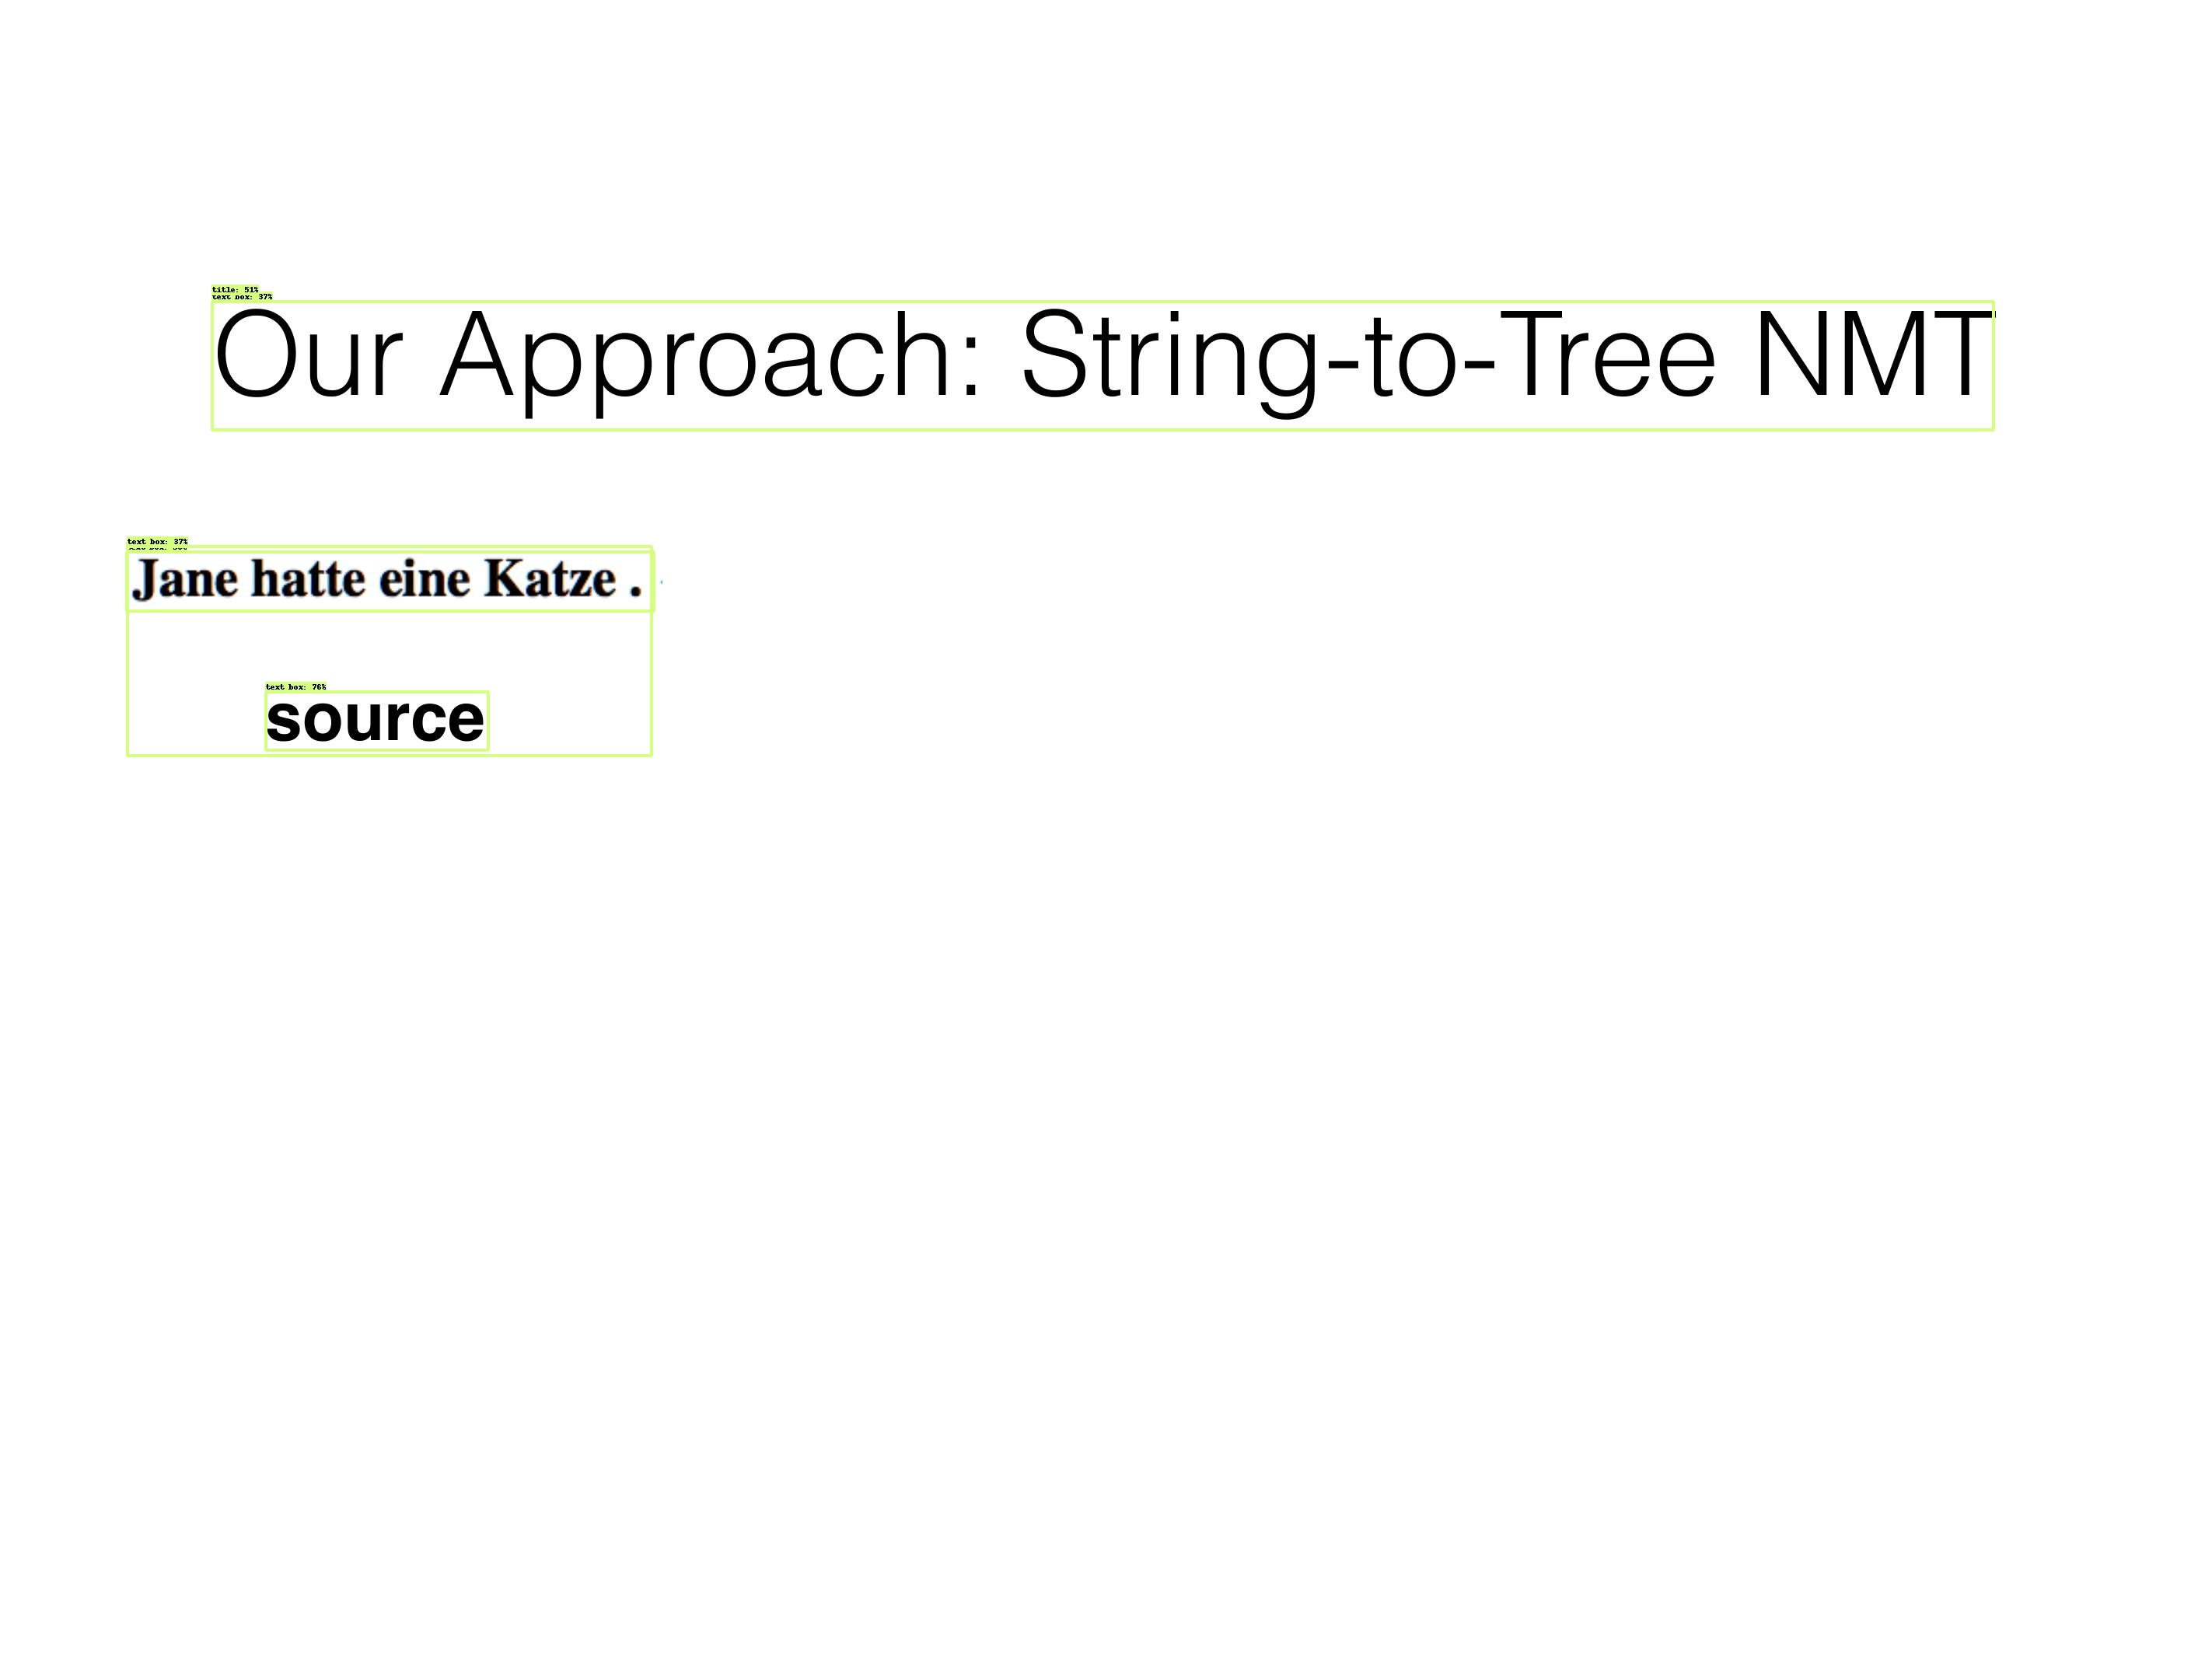 title: 51%
text box: 37%
Our Approach: String-to-Tree NMT
text box: 37%
Jane hatte eine Katze .
text box: 76%
source